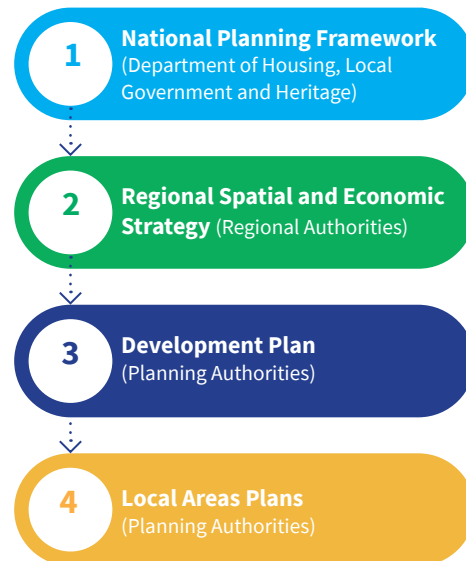 1
National Planning Framework
(Department of Housing, Local
Government and Heritage)
2
Regional Spatial and Economic
Strategy (Regional Authorities)
3
Development Plan
(Planning Authorities)
4
Local Areas Plans
(Planning Authorities)